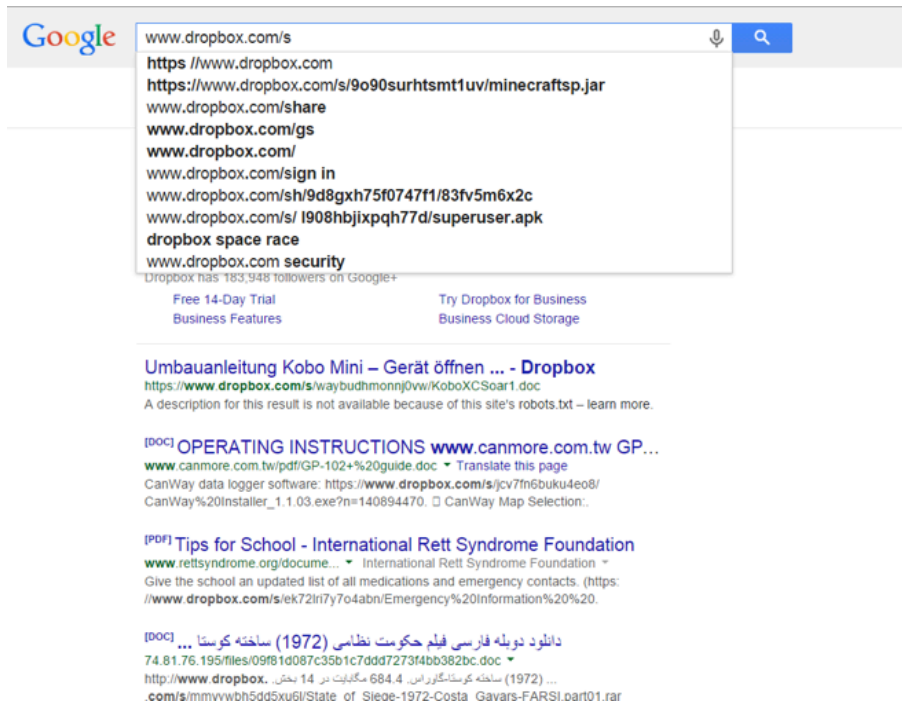 Google www.dropbox.com/s
https //www.dropbox.com
https://www.dropbox.com/s/9o90surhtsmt1uv/minecraftsp.jar
www.dropbox.com/share
www.dropbox.com/gs
www.dropbox.com/
www.dropbox.com/sign in
www.dropbox.com/sh/9d8gxh75f0747f1/83fv5m6x2c
www.dropbox.com/s/ l908hbjixpqh77d/superuser.apk
dropbox space race
www.dropbox.com security
Dropbox has 183,948 followers on Google+
Free 14-Day Trial Try Dropbox for Business
Business Features Business Cloud Storage
Umbauanleitung Kobo Mini – Gerät öffnen ... - Dropbox
https://www.dropbox.com/s/waybudhmonnj0vw/KoboXCSoar1.doc
A description for this result is not available because of this site's robots.txt – learn more.
[DOC] OPERATING INSTRUCTIONS www.canmore.com.tw GP...
www.canmore.com.tw/pdf/GP-102+%20guide.doc Translate this page
CanWay data logger software: https://www.dropbox.com/s/jcv7fn6buku4eo8/
CanWay%20Installer_1.1.03.exe?n=140894470. CanWay Map Selection:.
[PDF] Tips for School - International Rett Syndrome Foundation
www.rettsyndrome.org/docume... International Rett Syndrome Foundation
Give the school an updated list of all medications and emergency contacts. (https:
//www.dropbox.com/s/ek72lri7y7o4abn/Emergency%20Information%20%20.
[DOC] دانلود دوبله فارسی فیلم حکومت نظامی (1972) ساخته کوستا ...
74.81.76.195/files/09f81d087c35b1c7ddd7273f4bb382bc.doc
... (1972) ساخته کوستا-گاوراس. 684.4 مگابایت در 14 بخش. http://www.dropbox.
.com/s/mmvywbh5dd5xu6l/State_of_Siege-1972-Costa_Gavars-FARSI.part01.rar